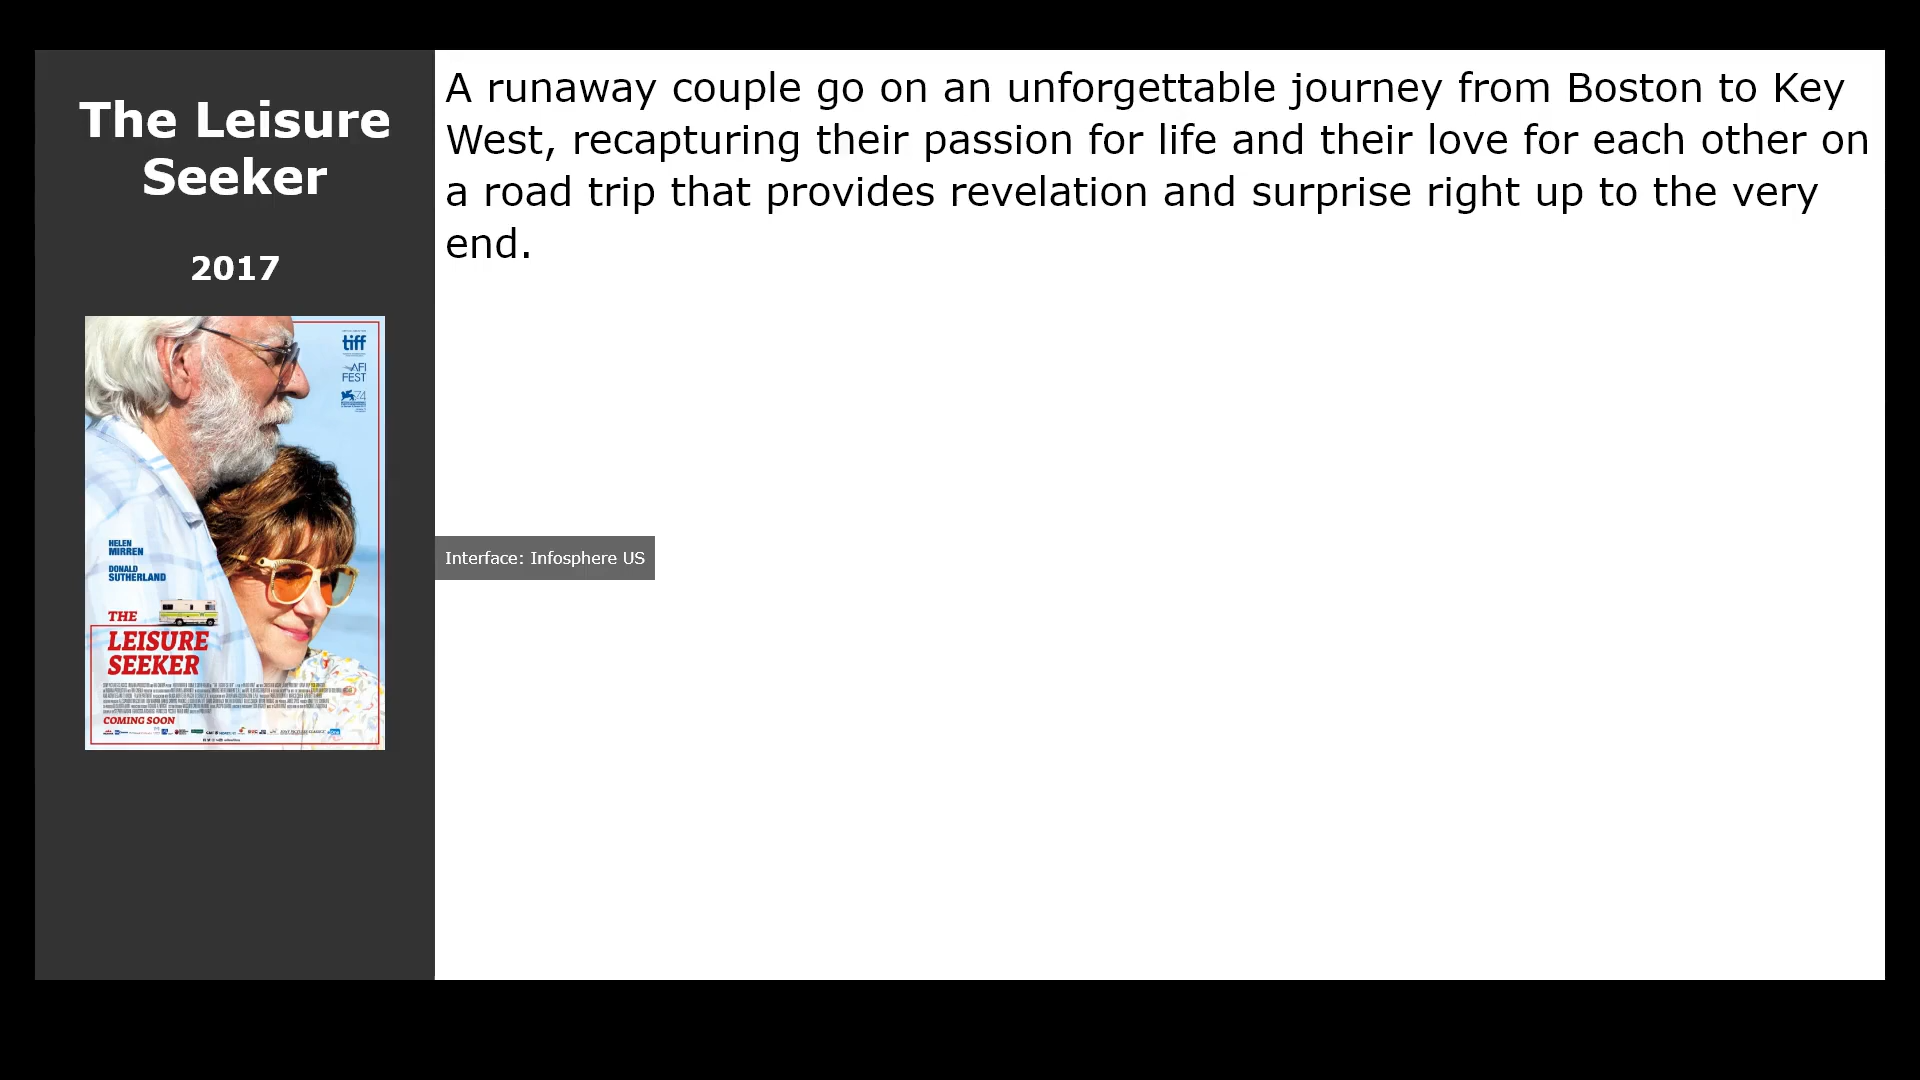 The Leisure
Seeker
2017
A runaway couple go on an unforgettable journey from Boston to Key
West, recapturing their passion for life and their love for each other on
a road trip that provides revelation and surprise right up to the very
end.
tiff
AFI
FEST
74
HELEN
MIRREN
DONALD
SUTHERLAND
THE
LEISURE
SEEKER
COMING SOON
Interface: Infosphere US